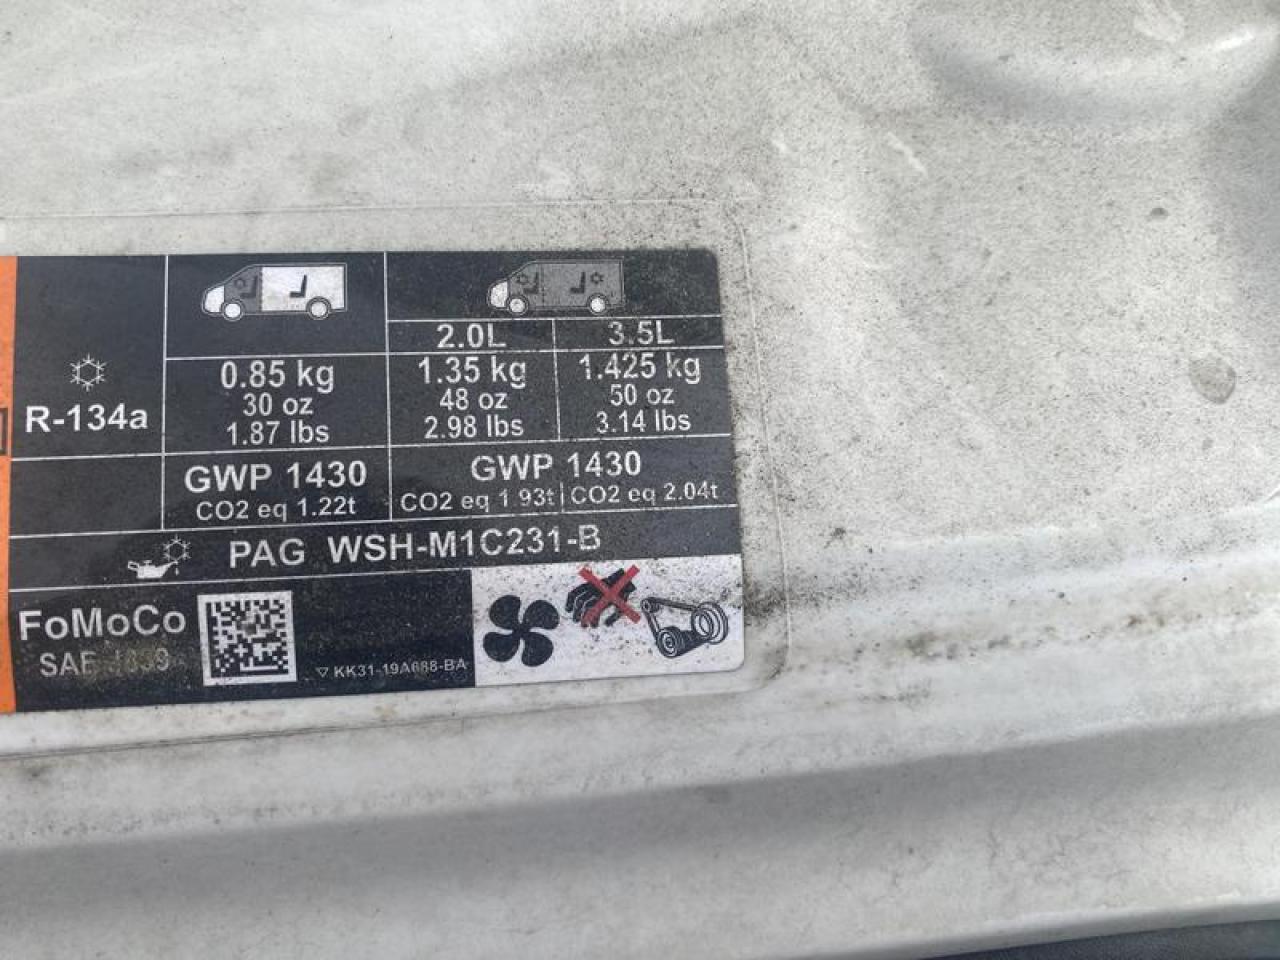 2.0L 3.5L
R-134a
0.85 kg 1.35 kg 1.425 kg
30 oz 48 oz 50 oz
1.87 lbs 2.98 lbs 3.14 lbs
GWP 1430 GWP 1430
CO2 eq 1.22t CO2 eq 1.93t CO2 eq 2.04t
PAG WSH-M1C231-B
FoMoCo
SAE
KK31-19A688-BA